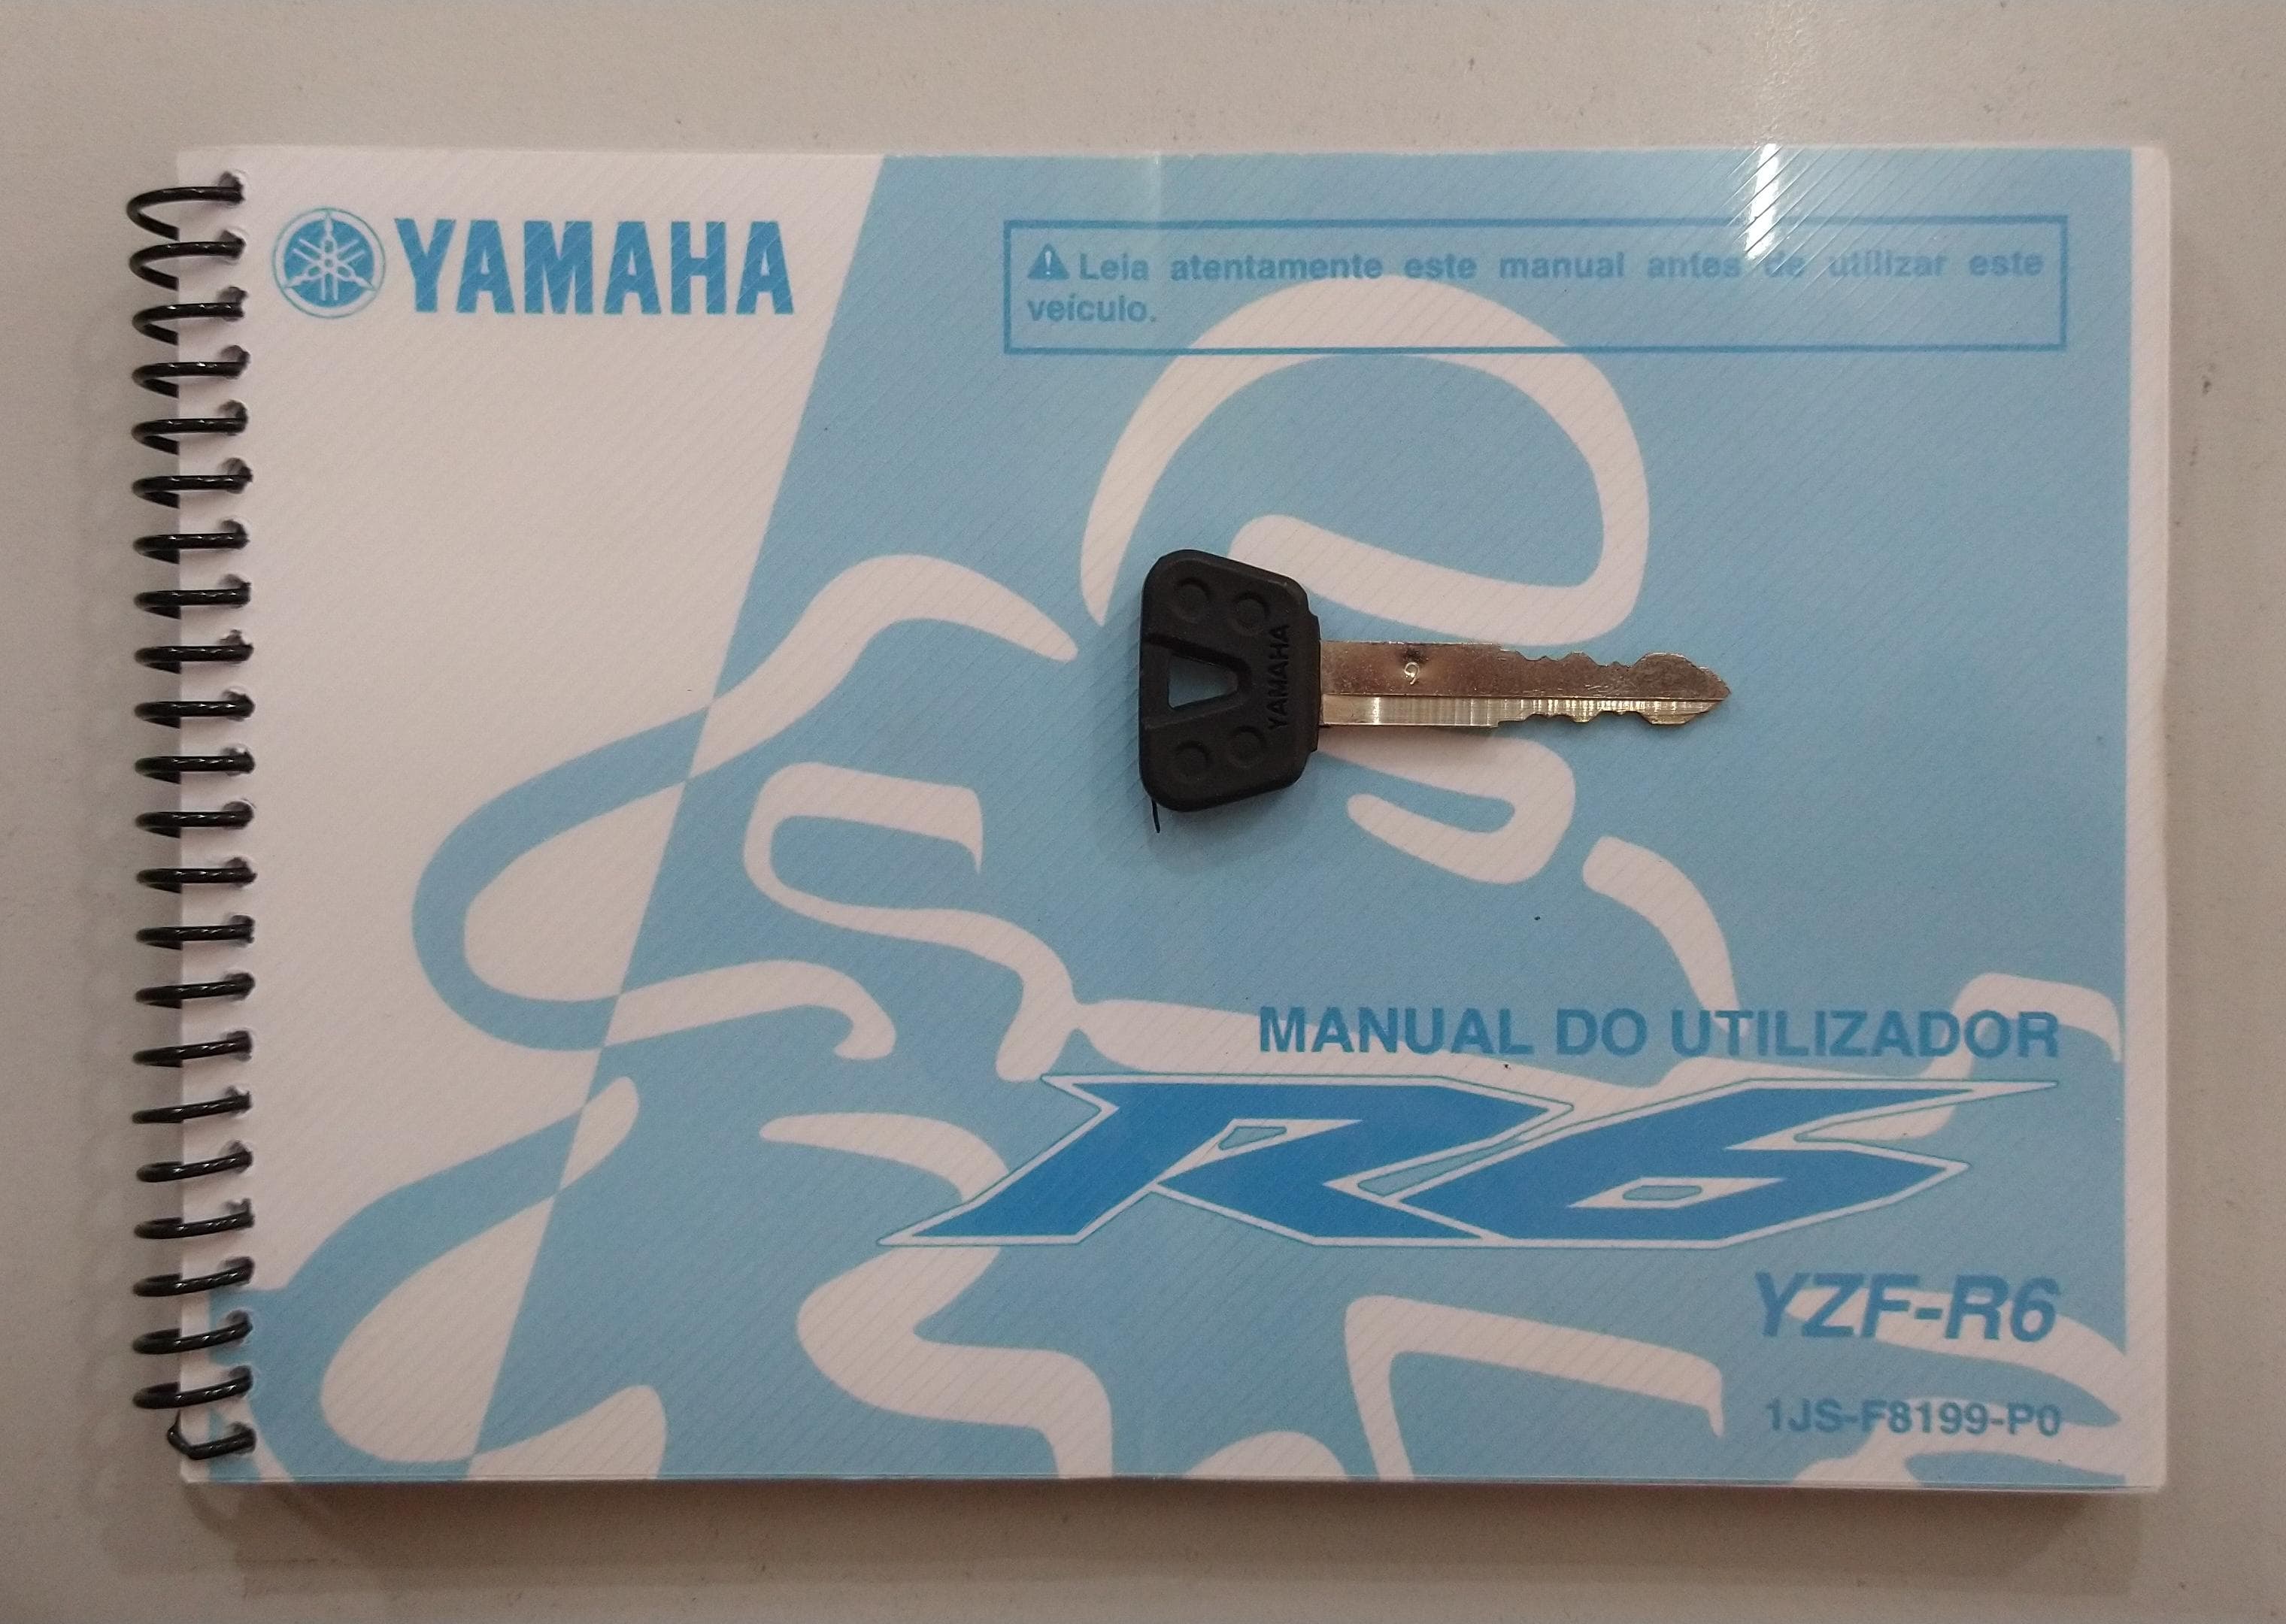 YAMAHA
Leia atentamente este manual antes de utilizar este
veículo.
YAMAHA
9
MANUAL DO UTILIZADOR
R6
YZF-R6
1JS-F8199-P0